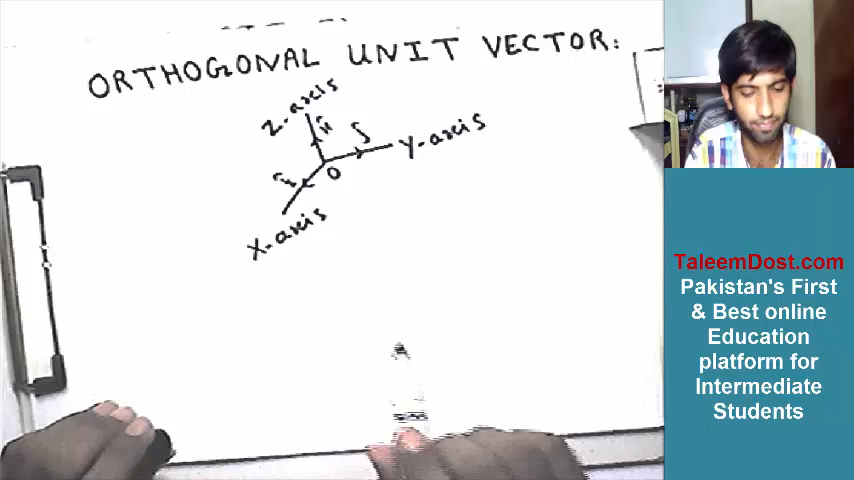 ORTHOGONAL UNIT VECTOR:
Z-axis
k̂
ĵ
Y-axis
î
O
X-axis
TaleemDost.com
Pakistan's First
& Best online
Education
platform for
Intermediate
Students